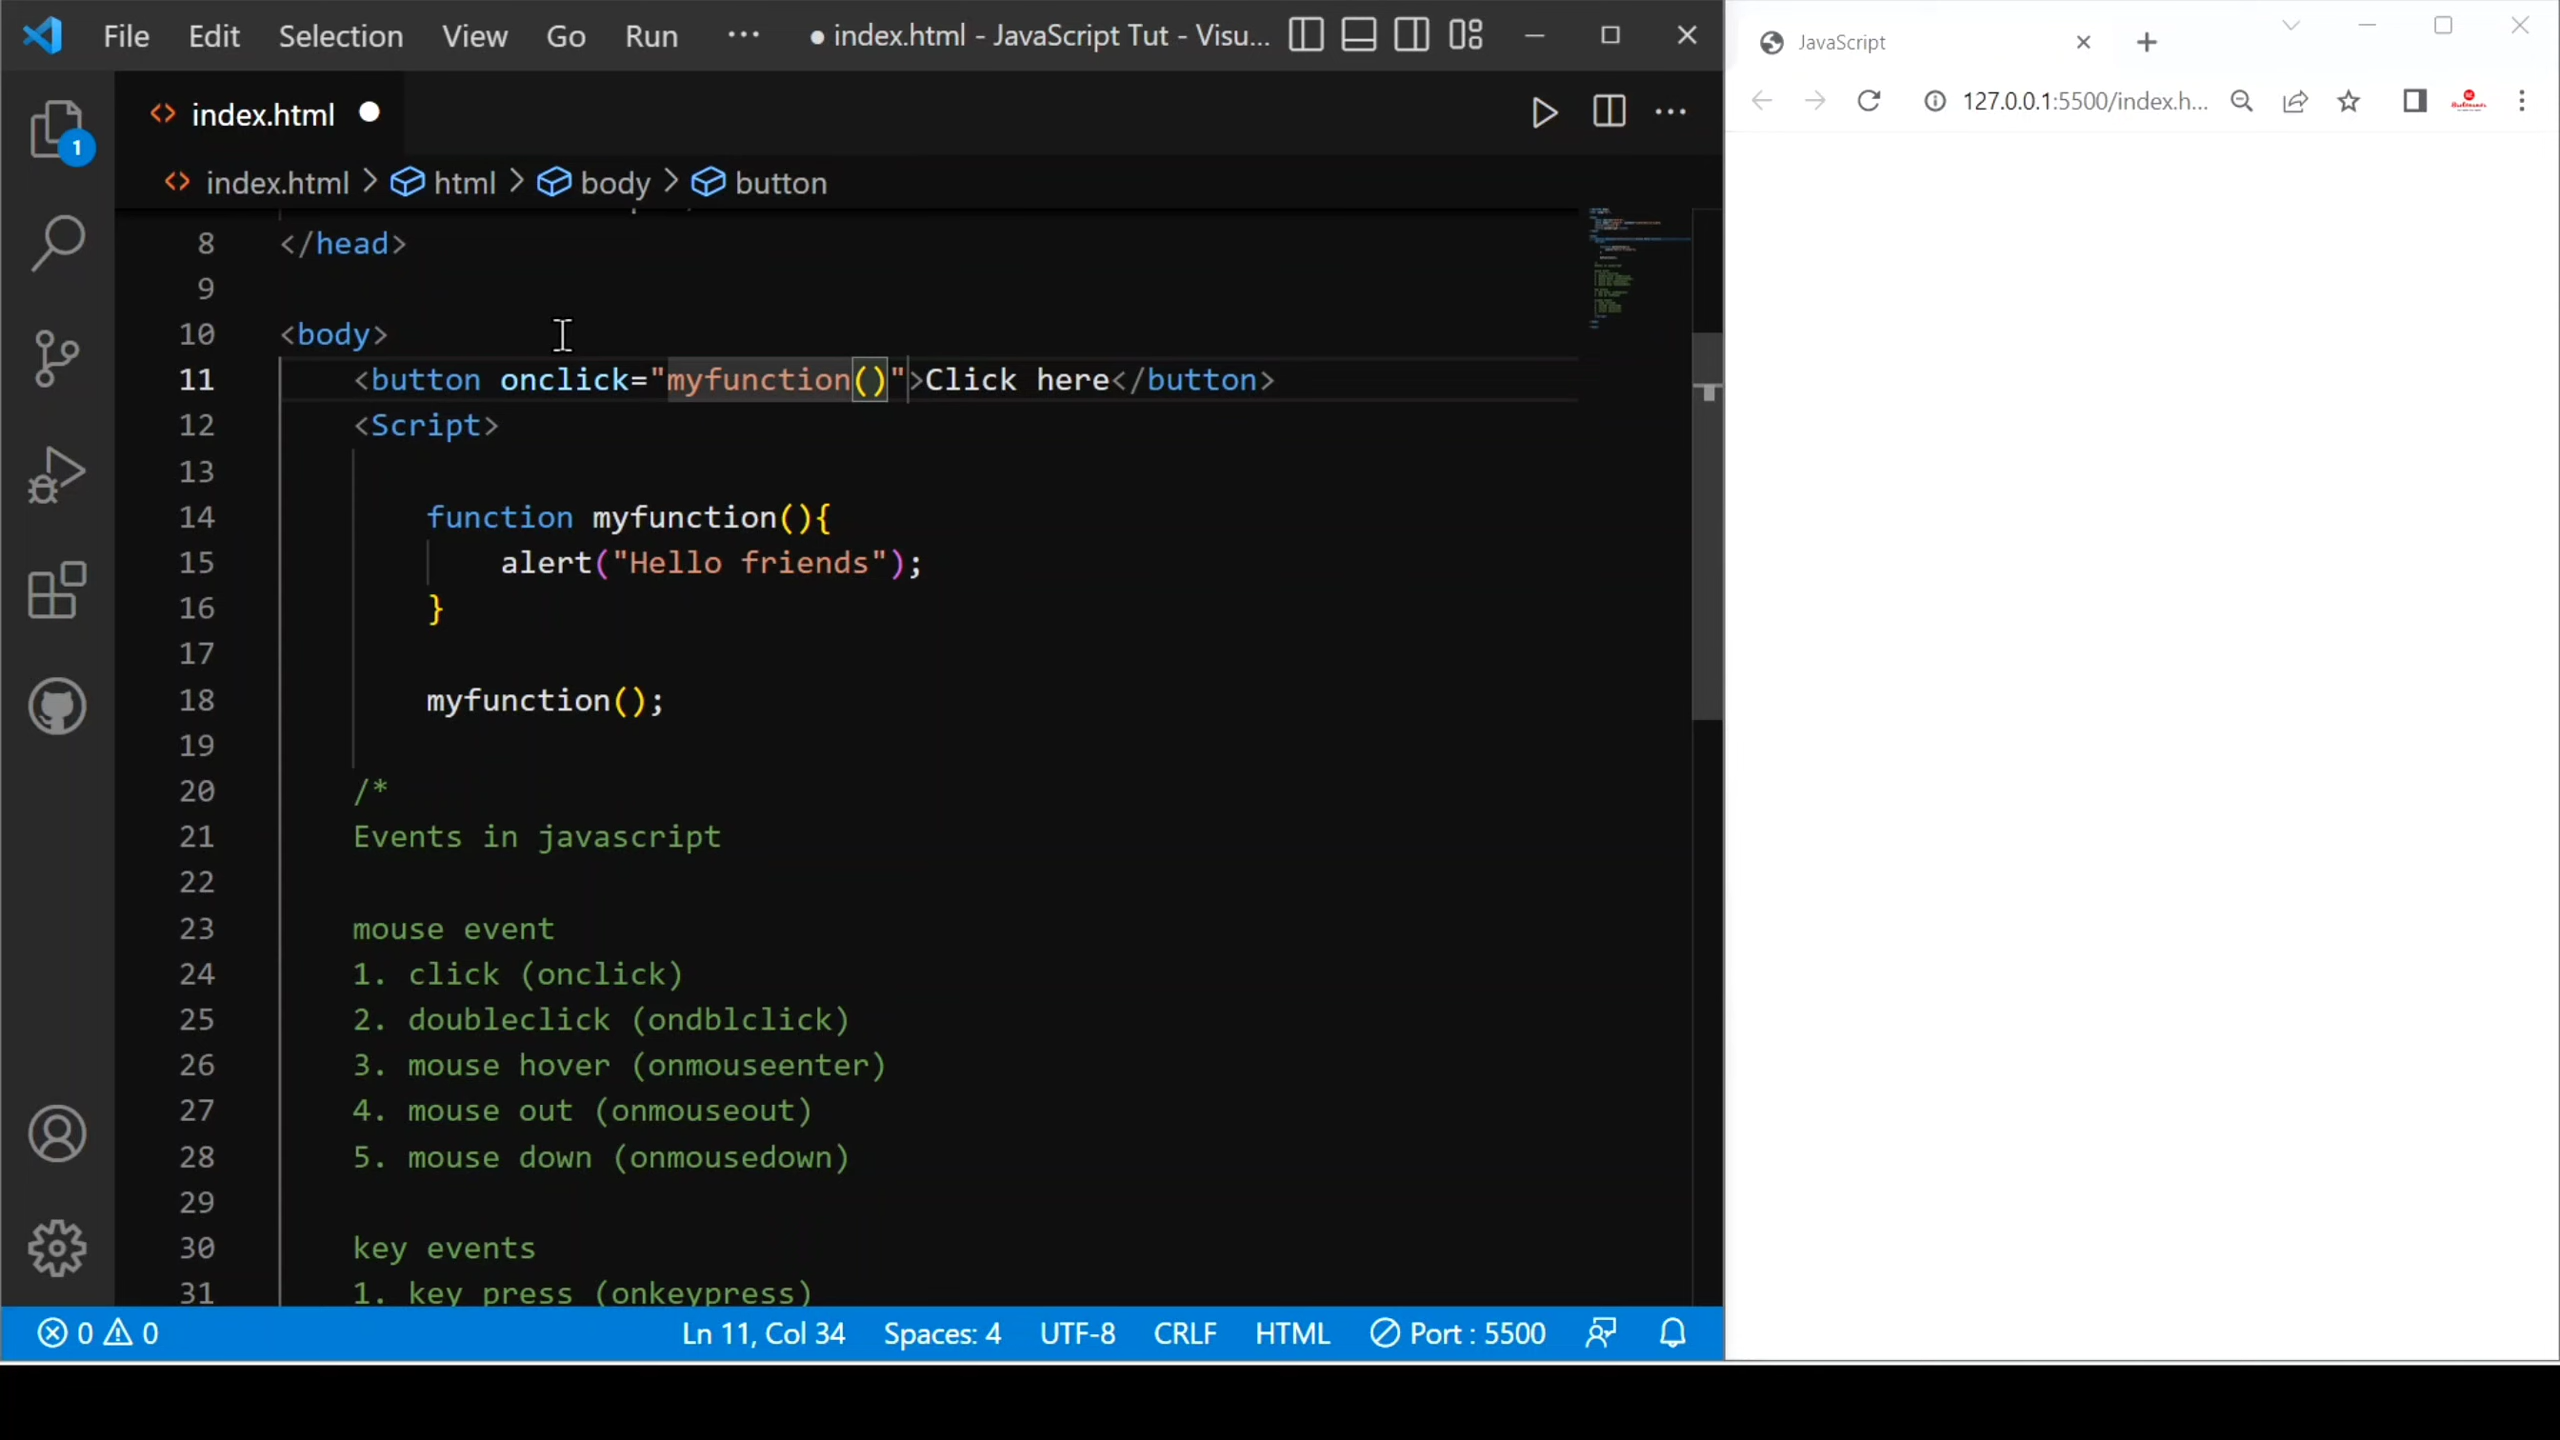 File Edit Selection View Go Run ··· ● index.html - JavaScript Tut - Visu...
index.html ●
index.html > html > body > button
8 </head>
9
10 <body>
11 <button onclick="myfunction()">Click here</button>
12 <Script>
13
14 function myfunction(){
15 alert("Hello friends");
16 }
17
18 myfunction();
19
20 /*
21 Events in javascript
22
23 mouse event
24 1. click (onclick)
25 2. doubleclick (ondblclick)
26 3. mouse hover (onmouseenter)
27 4. mouse out (onmouseout)
28 5. mouse down (onmousedown)
29
30 key events
31 1. key press (onkeypress)
1
0 0 Ln 11, Col 34 Spaces: 4 UTF-8 CRLF HTML Port : 5500
JavaScript
127.0.0.1:5500/index.h...